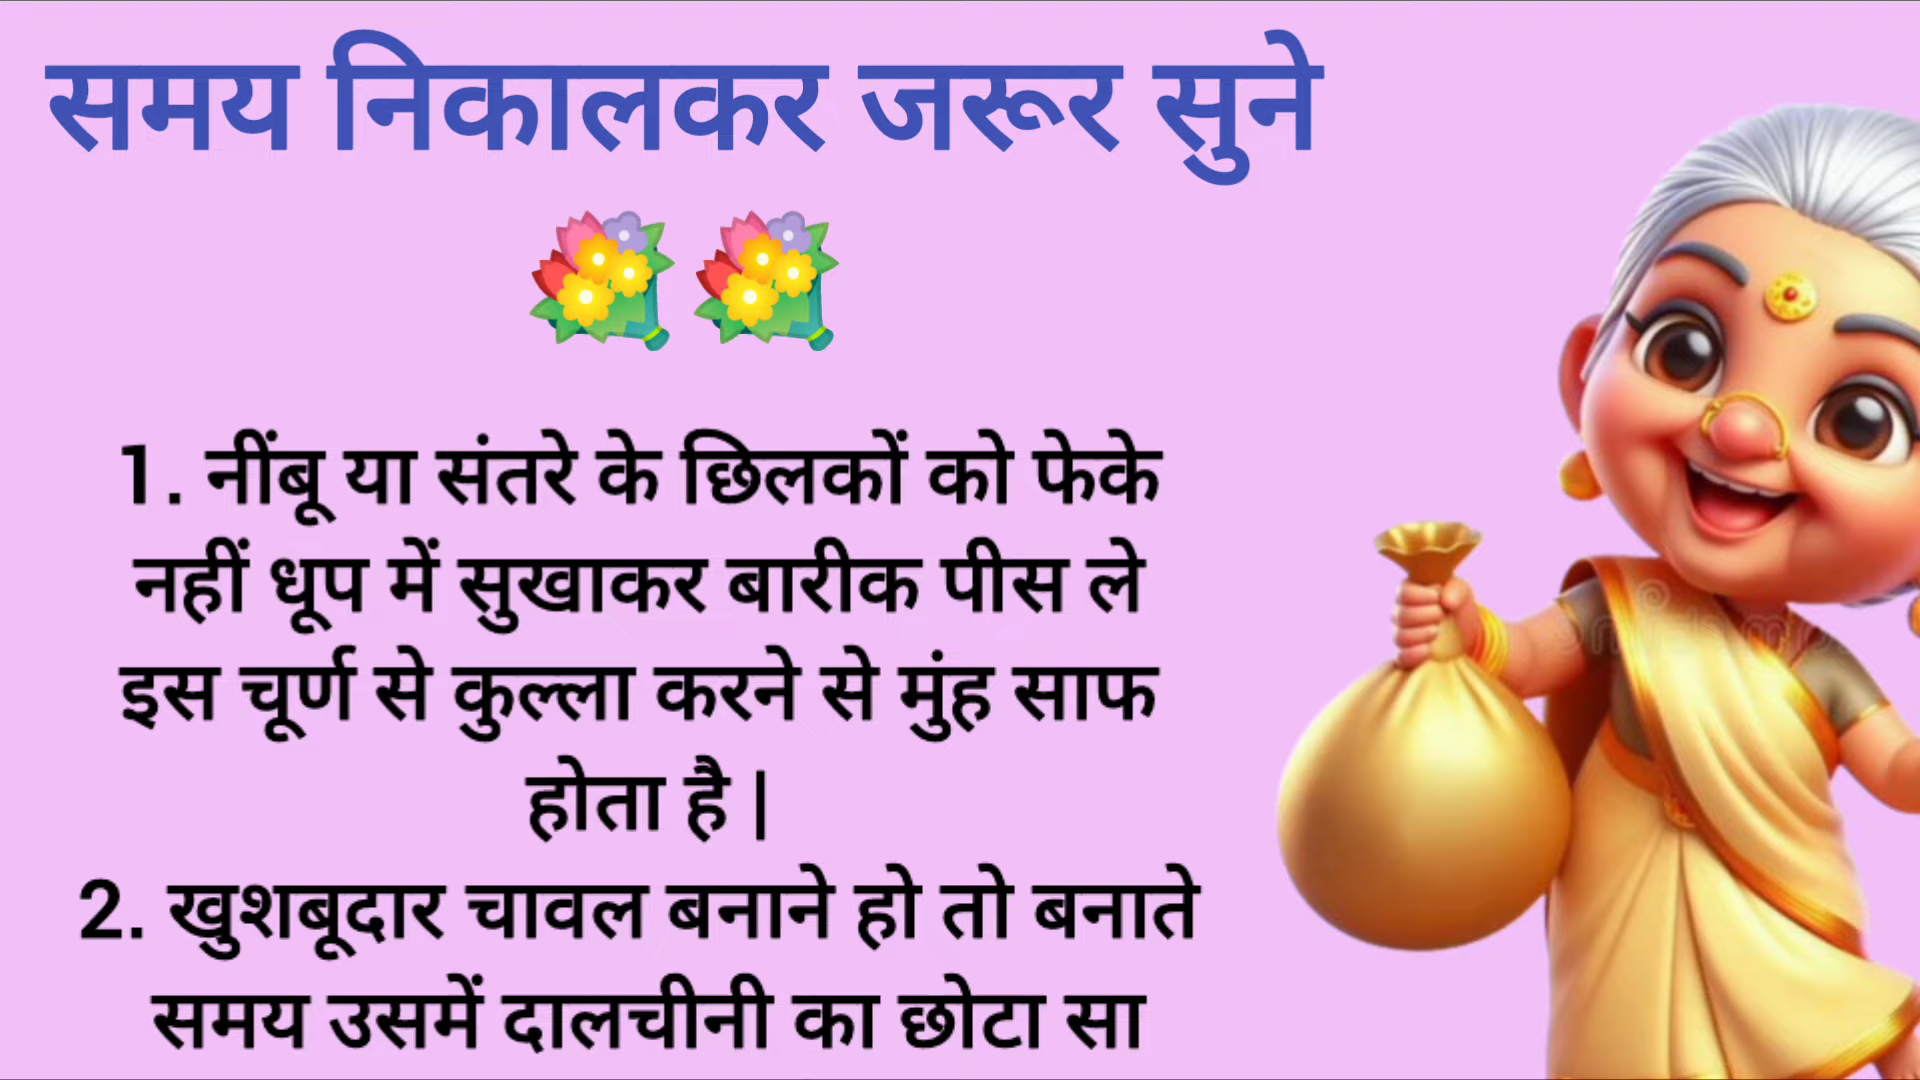 समय निकालकर जरूर सुने
1. नींबू या संतरे के छिलकों को फेके
नहीं धूप में सुखाकर बारीक पीस ले
इस चूर्ण से कुल्ला करने से मुंह साफ
होता है |
2. खुशबूदार चावल बनाने हो तो बनाते
समय उसमें दालचीनी का छोटा सा